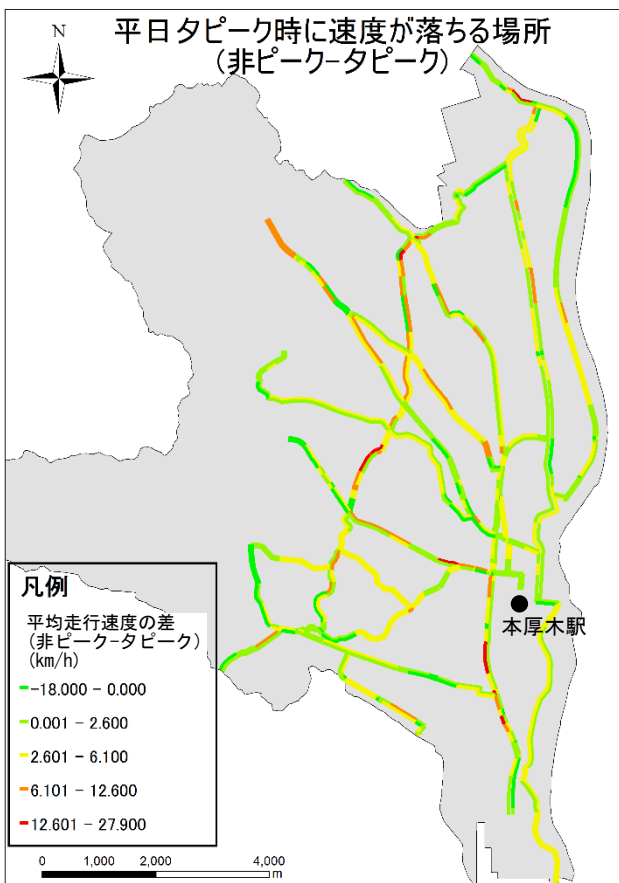 平日夕ピーク時に速度が落ちる場所
(非ピーク-夕ピーク)
N
本厚木駅
凡例
平均走行速度の差
(非ピーク-夕ピーク)
(km/h)
-18.000 - 0.000
0.001 - 2.600
2.601 - 6.100
6.101 - 12.600
12.601 - 27.900
0 1,000 2,000 4,000
m